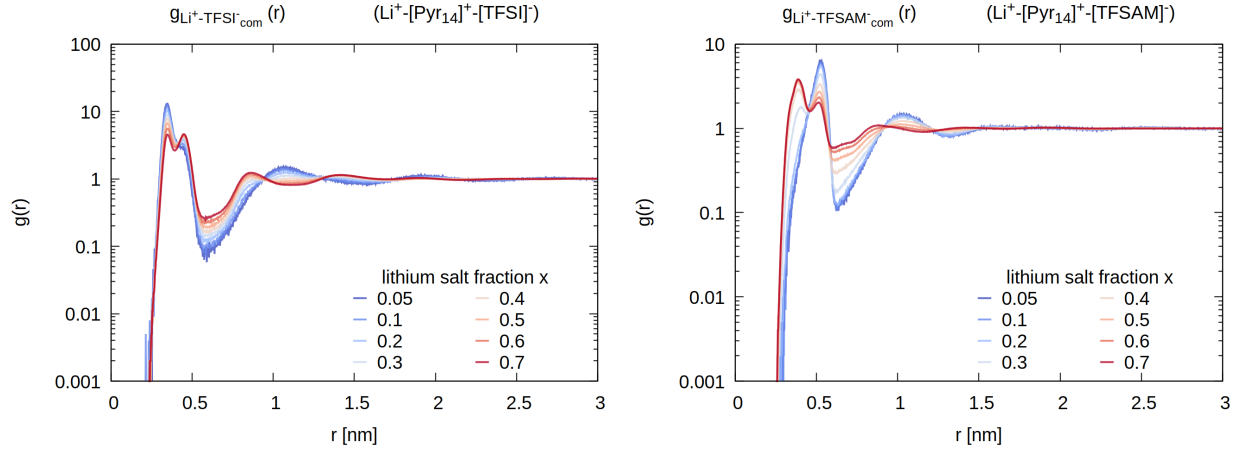 g_Li+-TFSI-com (r) (Li+-[Pyr14]+-[TFSI]-)
100
10
1
0.1
0.01
0.001
g(r)
lithium salt fraction x
0.05 0.4
0.1 0.5
0.2 0.6
0.3 0.7
0 0.5 1 1.5 2 2.5 3
r [nm]
g_Li+-TFSAM-com (r) (Li+-[Pyr14]+-[TFSAM]-)
10
1
0.1
0.01
0.001
g(r)
lithium salt fraction x
0.05 0.4
0.1 0.5
0.2 0.6
0.3 0.7
0 0.5 1 1.5 2 2.5 3
r [nm]